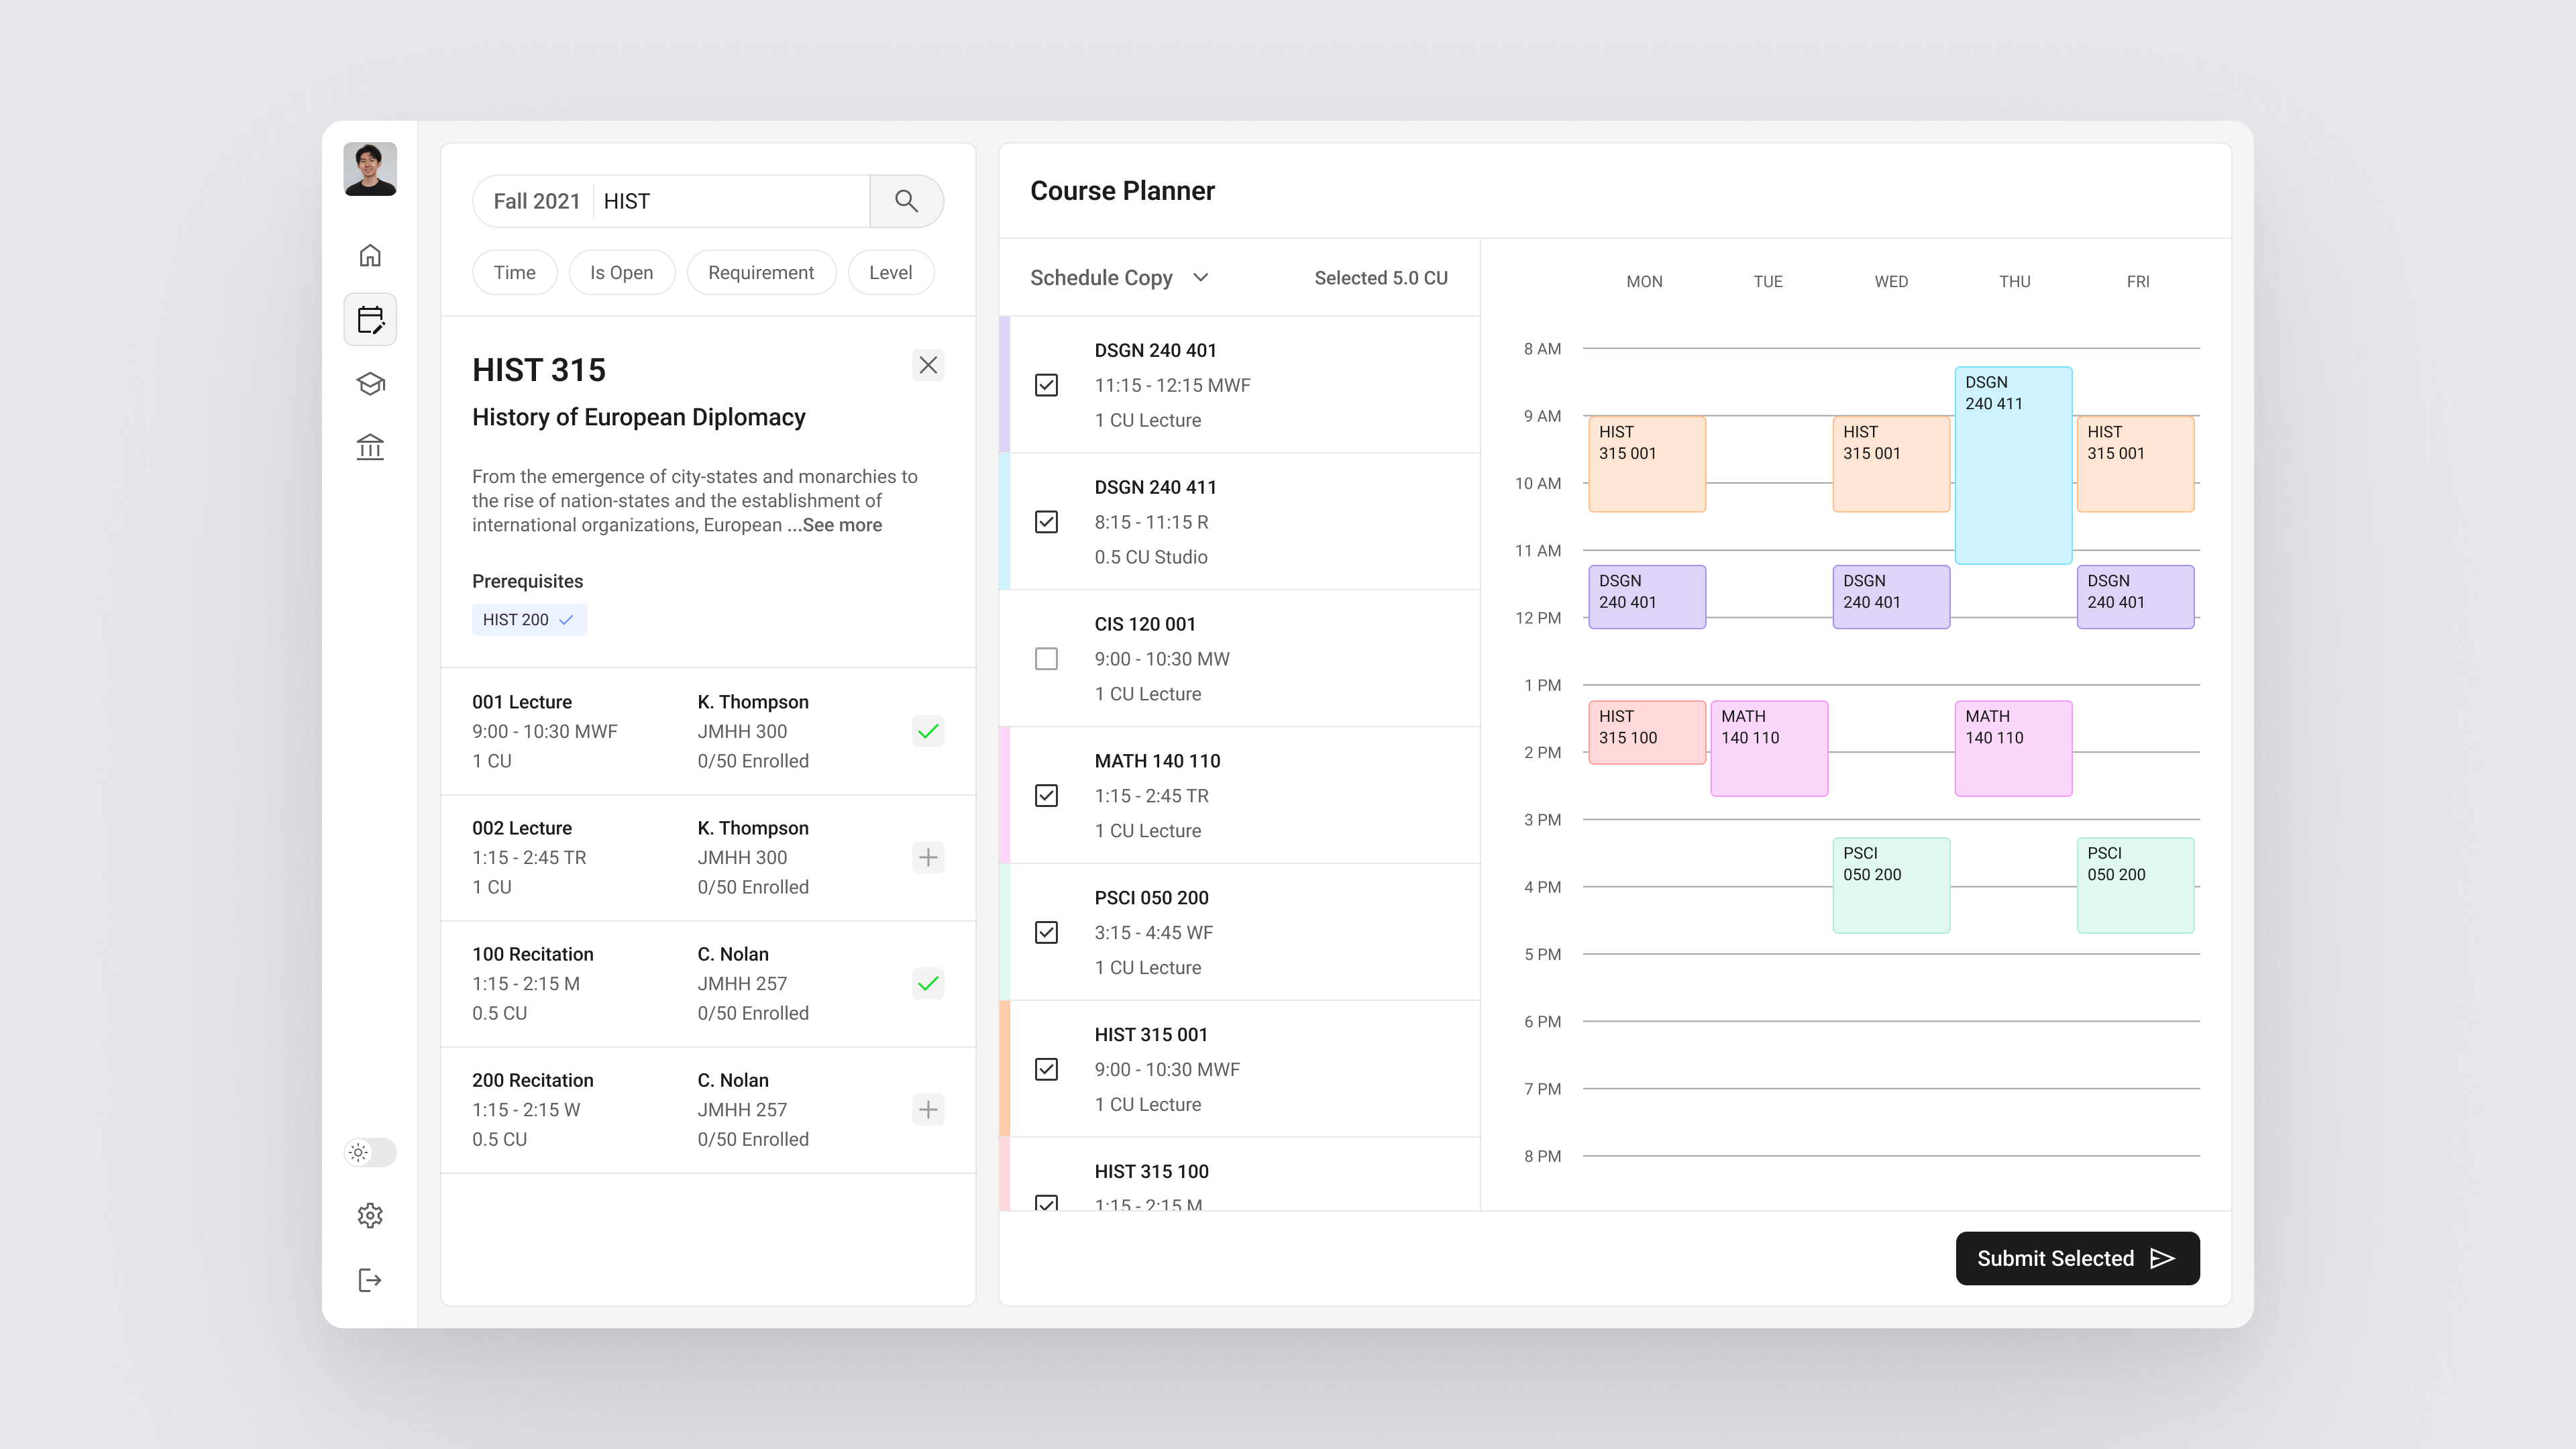 Fall 2021
HIST
Time
Is Open
Requirement
Level
HIST 315
History of European Diplomacy
From the emergence of city-states and monarchies to
the rise of nation-states and the establishment of
international organizations, European ...See more
Prerequisites
HIST 200
001 Lecture
9:00 - 10:30 MWF
1 CU
K. Thompson
JMHH 300
0/50 Enrolled
002 Lecture
1:15 - 2:45 TR
1 CU
K. Thompson
JMHH 300
0/50 Enrolled
100 Recitation
1:15 - 2:15 M
0.5 CU
C. Nolan
JMHH 257
0/50 Enrolled
200 Recitation
1:15 - 2:15 W
0.5 CU
C. Nolan
JMHH 257
0/50 Enrolled
Course Planner
Schedule Copy
Selected 5.0 CU
DSGN 240 401
11:15 - 12:15 MWF
1 CU Lecture
DSGN 240 411
8:15 - 11:15 R
0.5 CU Studio
CIS 120 001
9:00 - 10:30 MW
1 CU Lecture
MATH 140 110
1:15 - 2:45 TR
1 CU Lecture
PSCI 050 200
3:15 - 4:45 WF
1 CU Lecture
HIST 315 001
9:00 - 10:30 MWF
1 CU Lecture
HIST 315 100
1:15 - 2:15 M
MON
TUE
WED
THU
FRI
8 AM
9 AM
10 AM
11 AM
12 PM
1 PM
2 PM
3 PM
4 PM
5 PM
6 PM
7 PM
8 PM
HIST
315 001
DSGN
240 401
HIST
315 100
MATH
140 110
HIST
315 001
DSGN
240 401
PSCI
050 200
DSGN
240 411
MATH
140 110
HIST
315 001
DSGN
240 401
PSCI
050 200
Submit Selected